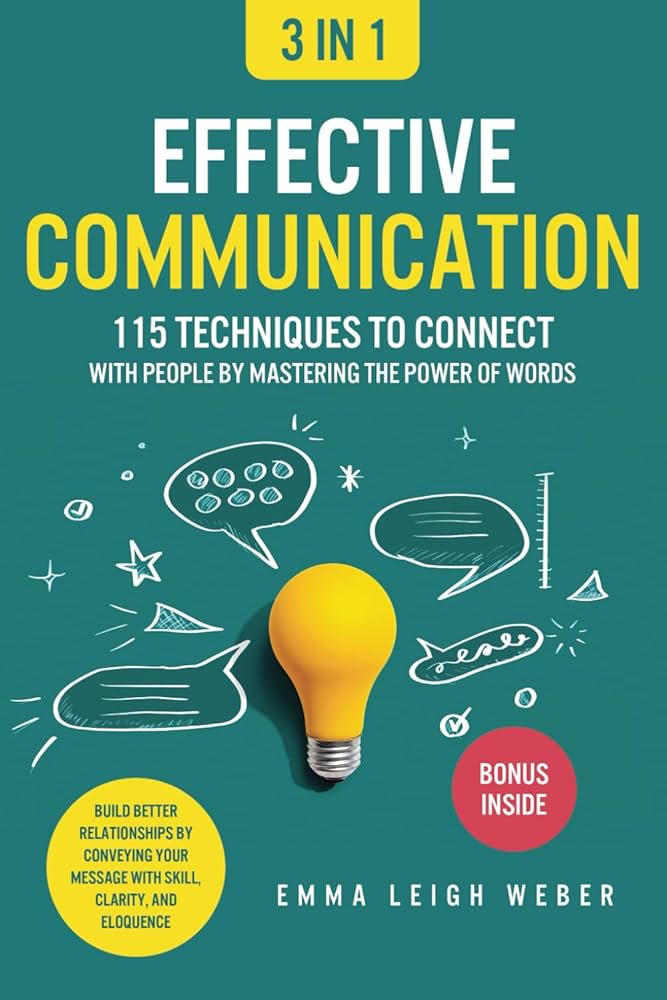 3 IN 1
EFFECTIVE
COMMUNICATION
115 TECHNIQUES TO CONNECT
WITH PEOPLE BY MASTERING THE POWER OF WORDS
BONUS
INSIDE
BUILD BETTER
RELATIONSHIPS BY
CONVEYING YOUR
MESSAGE WITH SKILL,
CLARITY, AND
ELOQUENCE
EMMA LEIGH WEBER